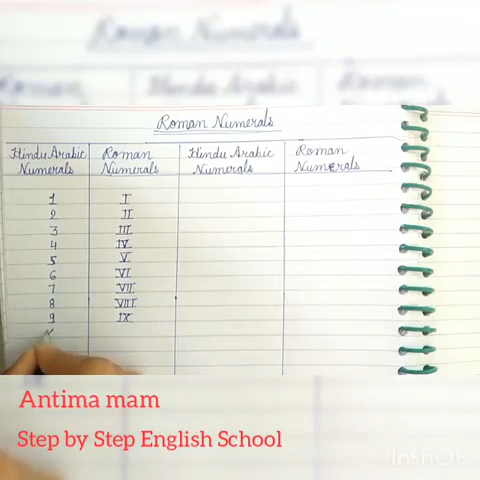 Roman Numerals
Hindu Arabic Numerals | Roman Numerals | Hindu Arabic Numerals | Roman Numerals
1 I
2 II
3 III
4 IV
5 V
6 VI
7 VII
8 VIII
9 IX
Antima mam
Step by Step English School
InShOt